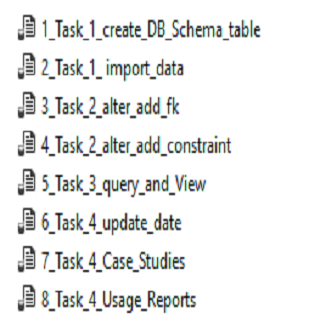 1_Task_1_create_DB_Schema_table
2_Task_1_ import_data
3_Task_2_alter_add_fk
4_Task_2_alter_add_constraint
5_Task_3_query_and_View
6_Task_4_update_date
7_Task_4_Case_Studies
8_Task_4_Usage_Reports